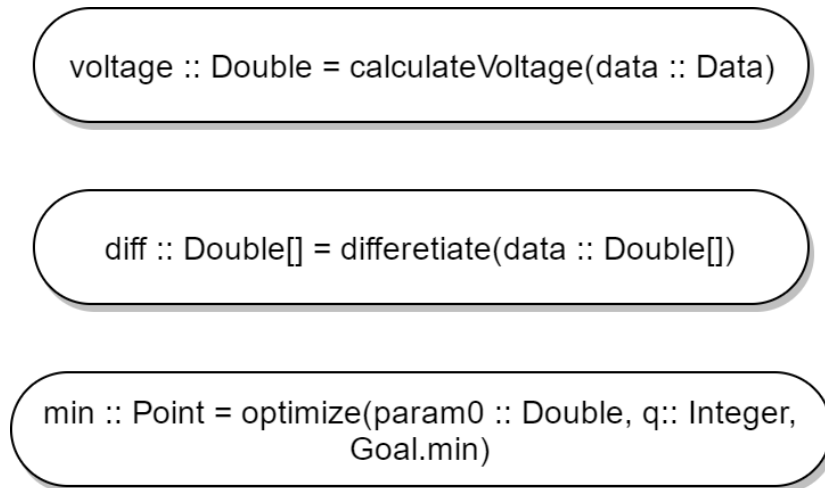 voltage :: Double = calculateVoltage(data :: Data)
diff :: Double[] = differetiate(data :: Double[])
min :: Point = optimize(param0 :: Double, q:: Integer,
Goal.min)